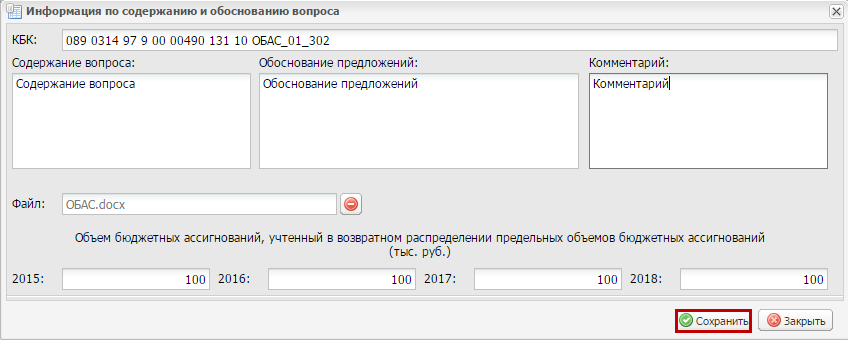 Информация по содержанию и обоснованию вопроса
КБК: 089 0314 97 9 00 00490 131 10 ОБАС_01_302
Содержание вопроса: Обоснование предложений: Комментарий:
Содержание вопроса Обоснование предложений Комментарий
Файл: ОБАС.docx
Объем бюджетных ассигнований, учтенный в возвратном распределении предельных объемов бюджетных ассигнований
(тыс. руб.)
2015: 100 2016: 100 2017: 100 2018: 100
Сохранить Закрыть